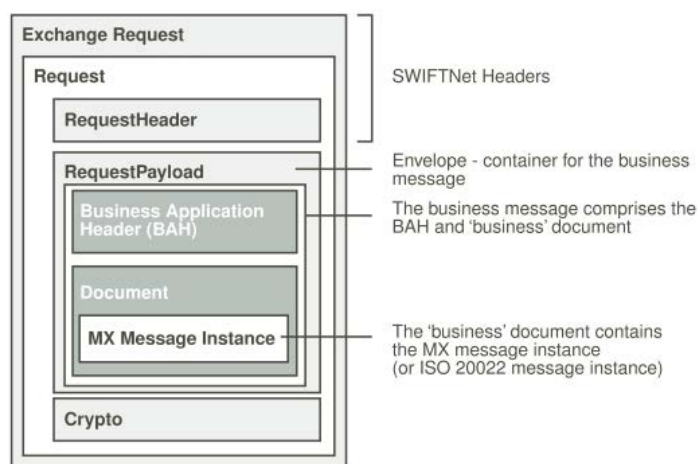 Exchange Request
Request
SWIFTNet Headers
RequestHeader
RequestPayload
Envelope - container for the business
message
Business Application
Header (BAH)
The business message comprises the
BAH and 'business' document
Document
MX Message Instance
The 'business' document contains
the MX message instance
(or ISO 20022 message instance)
Crypto